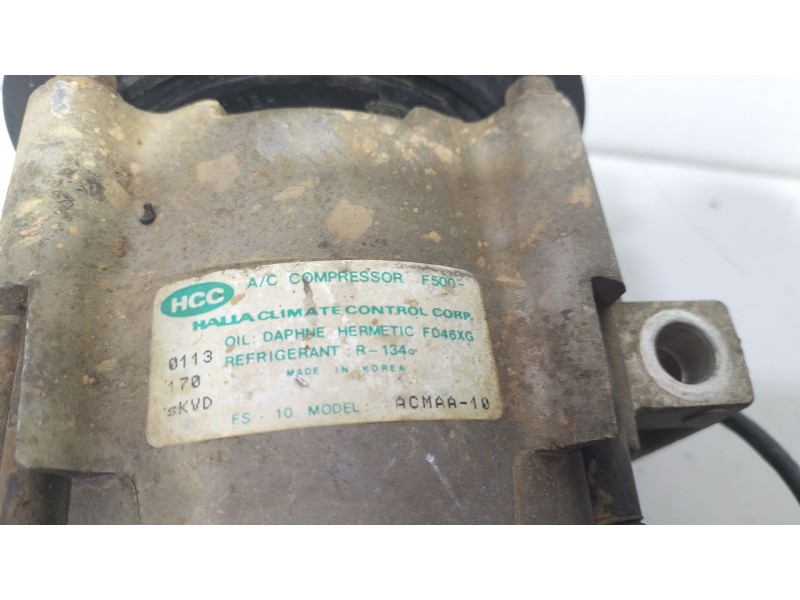 A/C COMPRESSOR F500-
HCC
HALLA CLIMATE CONTROL CORP.
OIL: DAPHNE HERMETIC FD46XG
0113 REFRIGERANT : R-134a
170 MADE IN KOREA
SKVD
FS - 10 MODEL: ACMAA-10